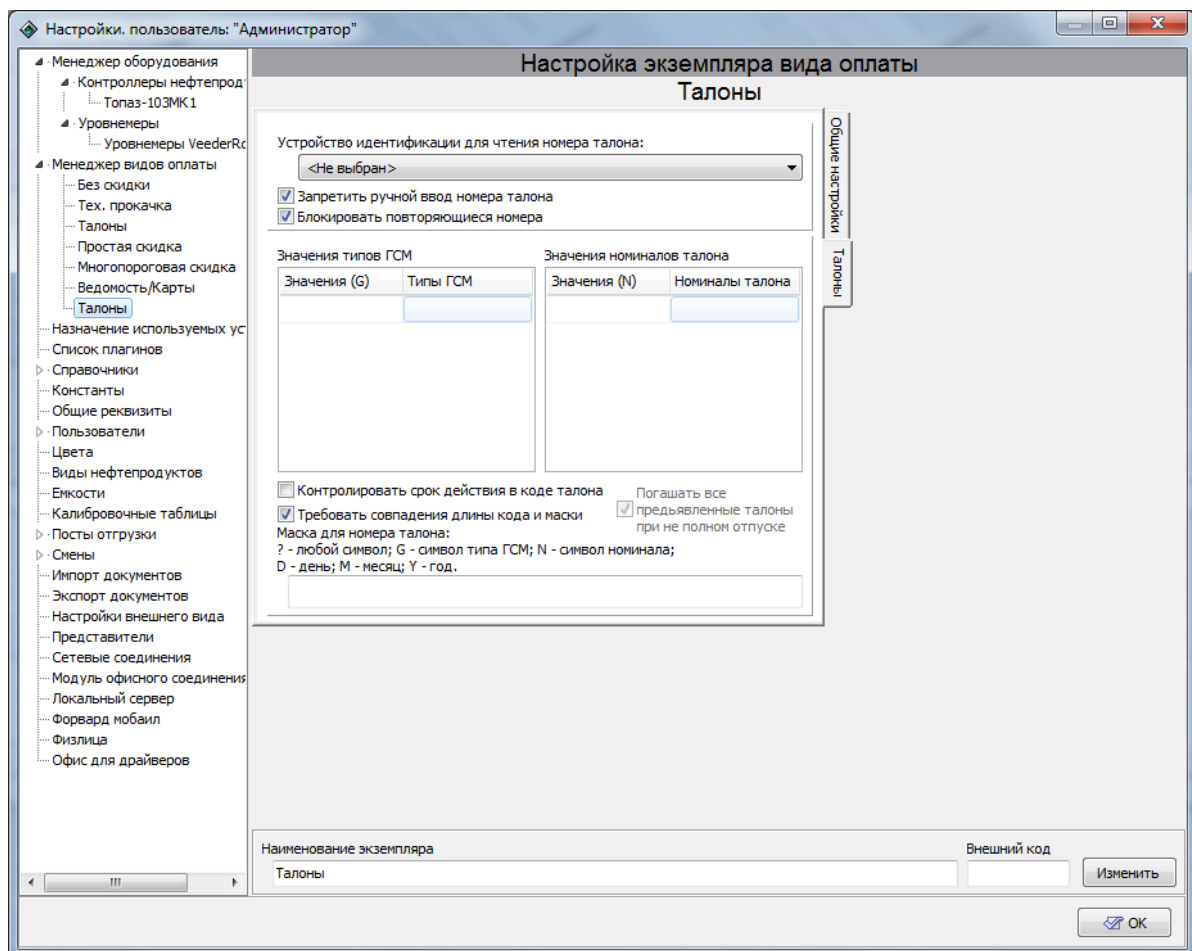 Настройки. пользователь: "Администратор"
Менеджер оборудования
Контроллеры нефтепрод
Топаз-103МК1
Уровнемеры
Уровнемеры VeederRo
Менеджер видов оплаты
Без скидки
Тех. прокачка
Талоны
Простая скидка
Многопороговая скидка
Ведомость/Карты
Талоны
Назначение используемых ус
Список плагинов
Справочники
Константы
Общие реквизиты
Пользователи
Цвета
Виды нефтепродуктов
Емкости
Калибровочные таблицы
Посты отгрузки
Смены
Импорт документов
Экспорт документов
Настройки внешнего вида
Представители
Сетевые соединения
Модуль офисного соединения
Локальный сервер
Форвард мобаил
Физлица
Офис для драйверов
Настройка экземпляра вида оплаты
Талоны
Общие настройки
Талоны
Устройство идентификации для чтения номера талона:
<Не выбран>
Запретить ручной ввод номера талона
Блокировать повторяющиеся номера
Значения типов ГСМ
Значения (G) Типы ГСМ
Значения номиналов талона
Значения (N) Номиналы талона
Контролировать срок действия в коде талона
Требовать совпадения длины кода и маски
Погашать все
предьявленные талоны
при не полном отпуске
Маска для номера талона:
? - любой символ; G - символ типа ГСМ; N - символ номинала;
D - день; M - месяц; Y - год.
Наименование экземпляра
Талоны
Внешний код
Изменить
OK